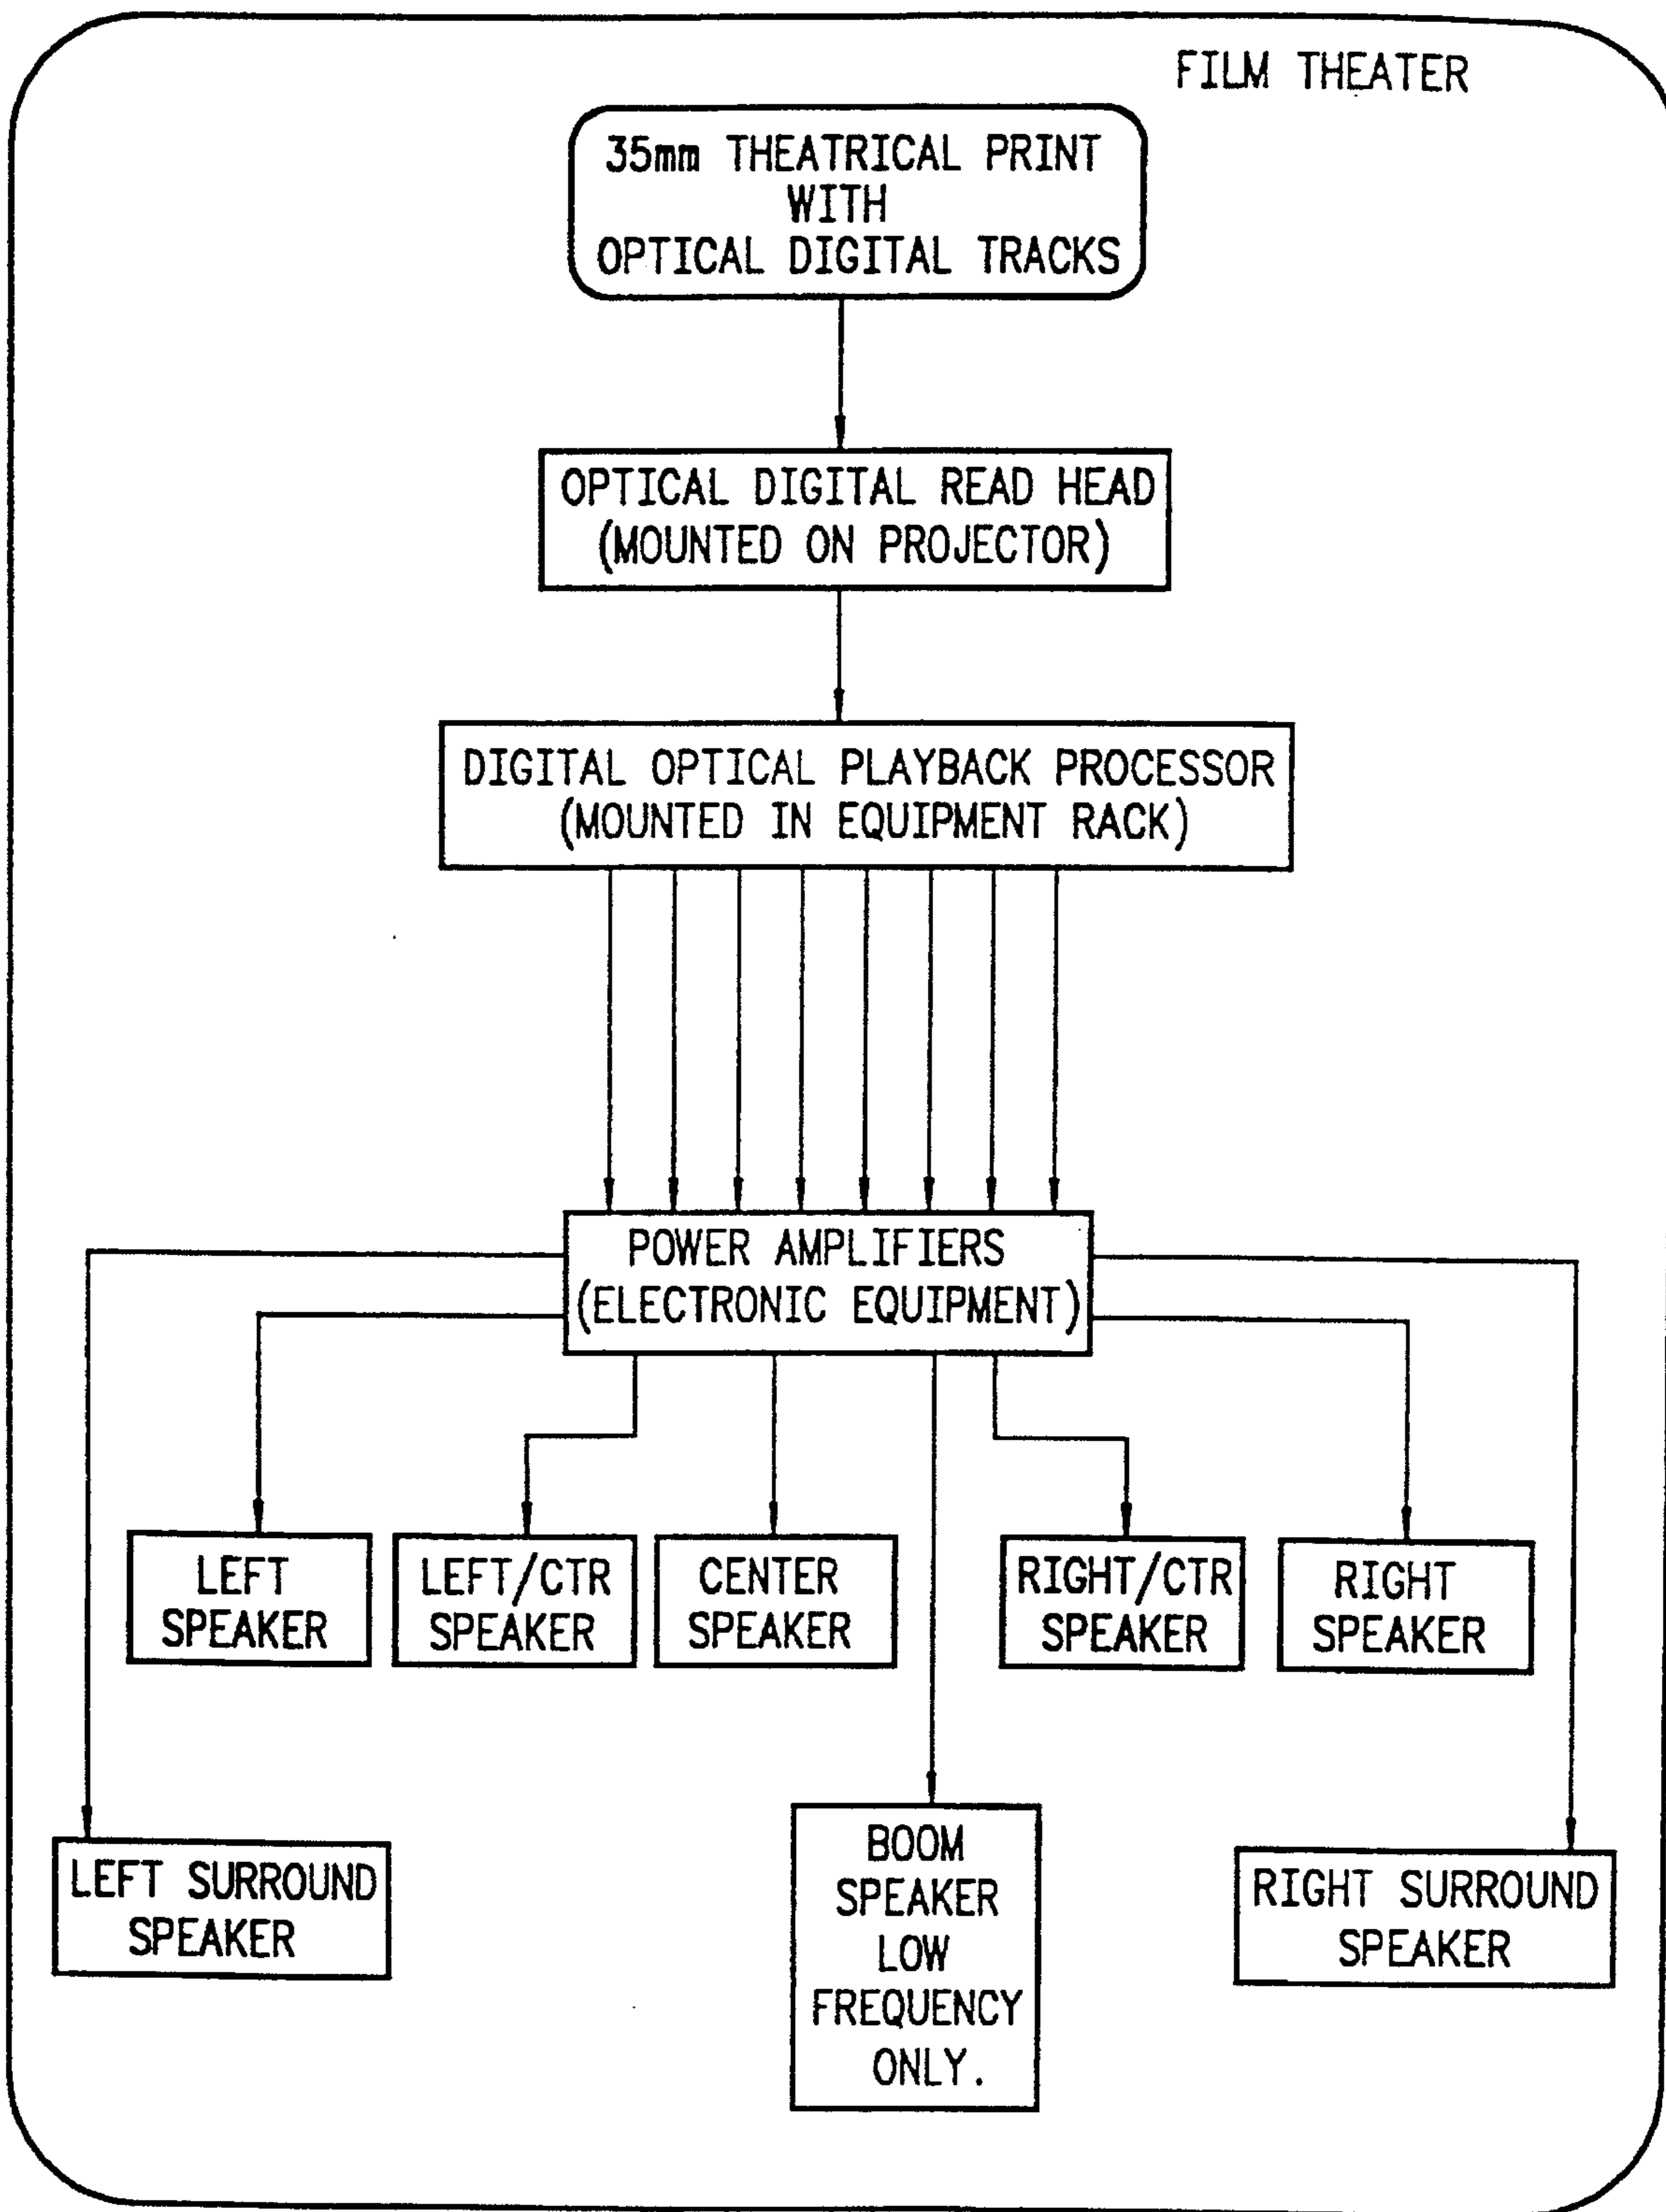 FILM THEATER
35mm THEATRICAL PRINT
WITH
OPTICAL DIGITAL TRACKS
OPTICAL DIGITAL READ HEAD
(MOUNTED ON PROJECTOR)
DIGITAL OPTICAL PLAYBACK PROCESSOR
(MOUNTED IN EQUIPMENT RACK)
POWER AMPLIFIERS
(ELECTRONIC EQUIPMENT)
LEFT
SPEAKER
LEFT/CTR
SPEAKER
CENTER
SPEAKER
RIGHT/CTR
SPEAKER
RIGHT
SPEAKER
LEFT SURROUND
SPEAKER
BOOM
SPEAKER
LOW
FREQUENCY
ONLY.
RIGHT SURROUND
SPEAKER